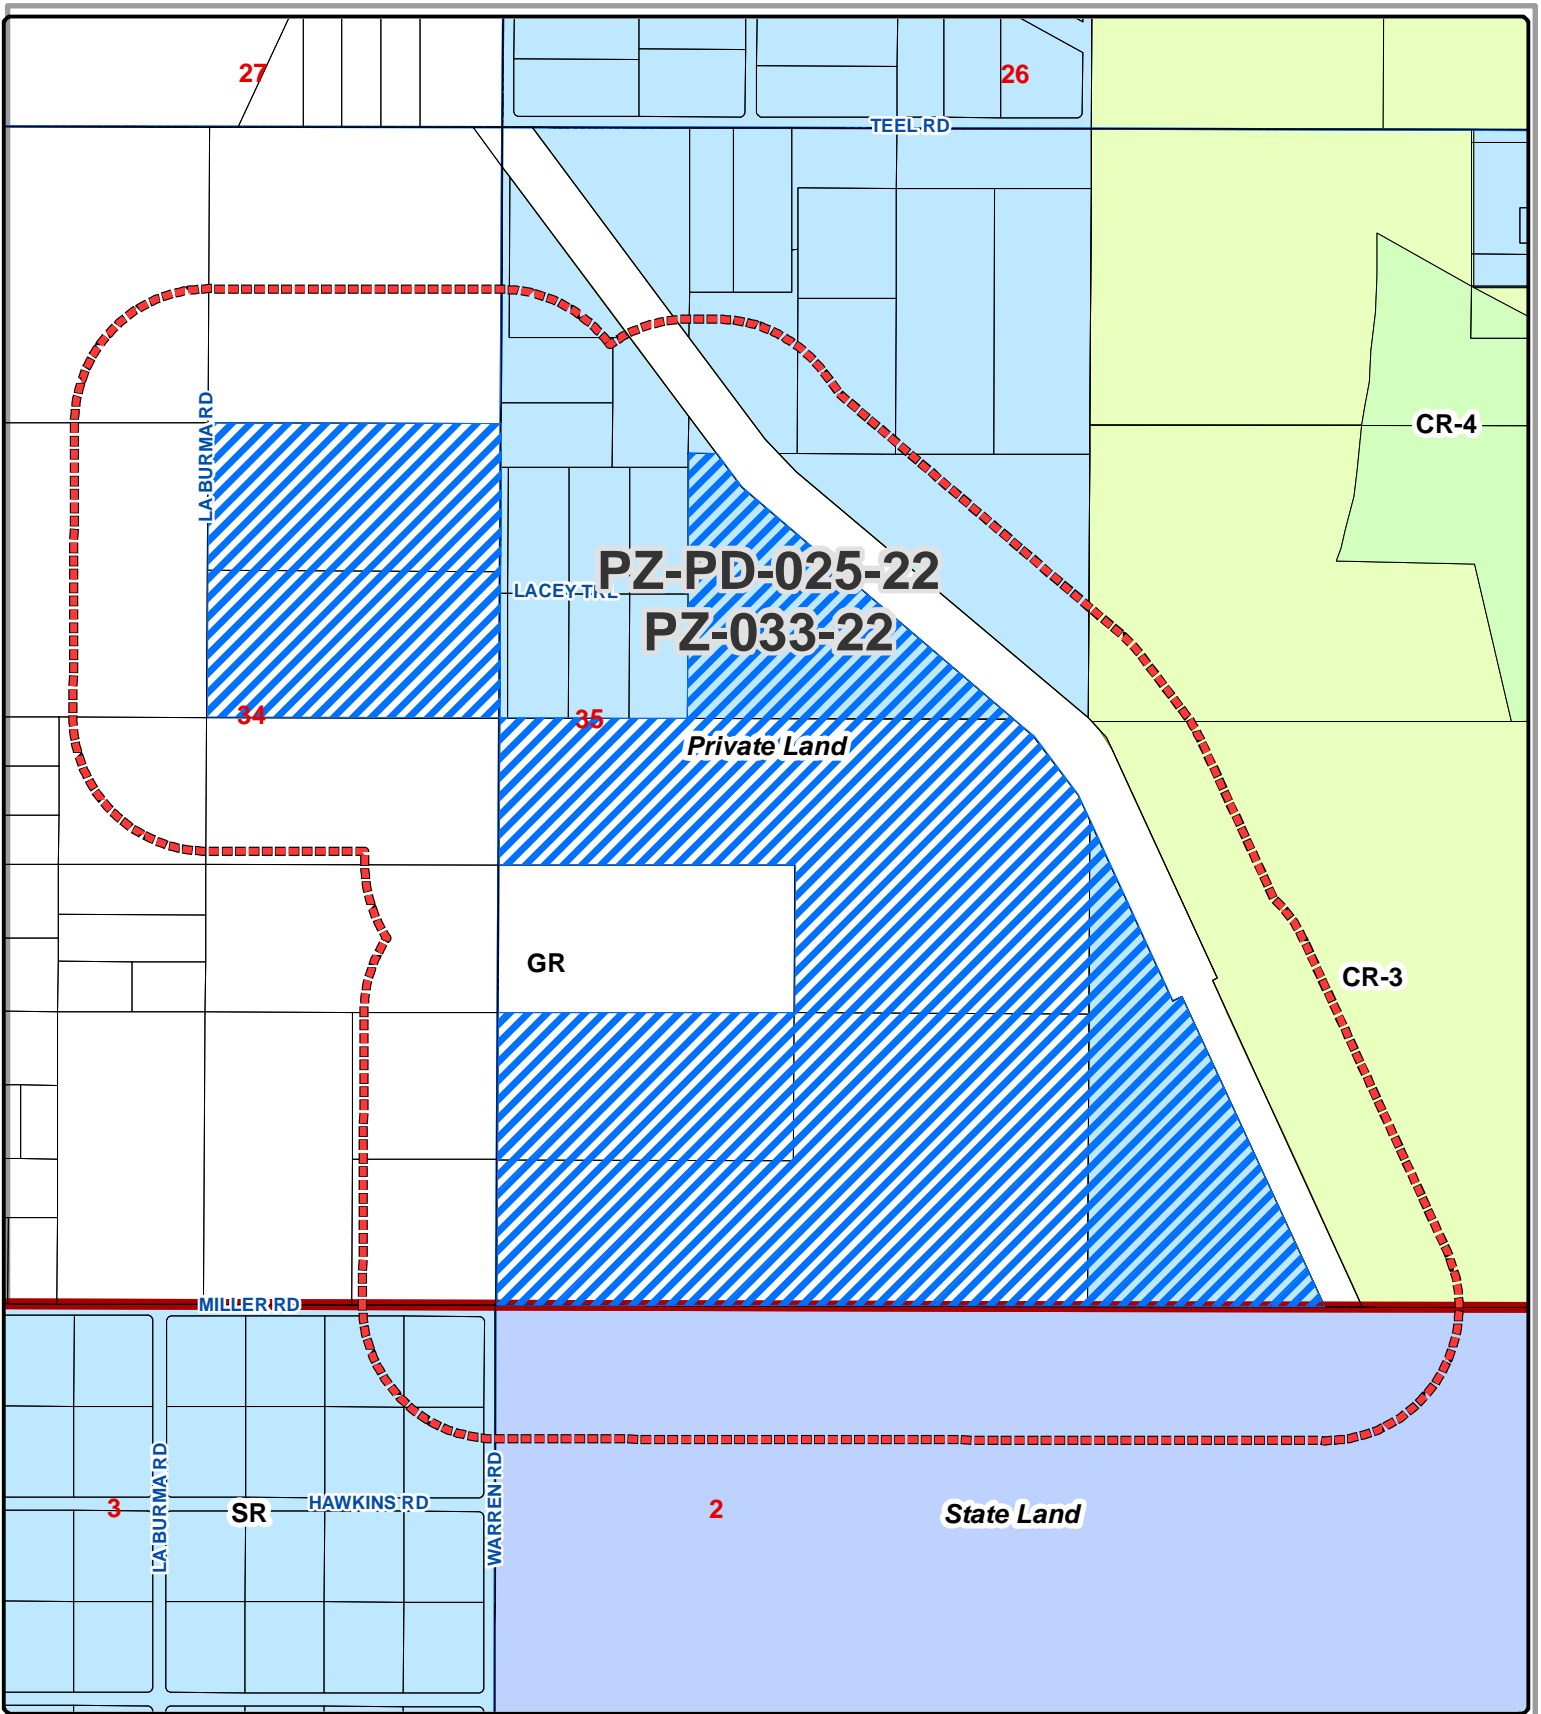 27
26
TEEL RD
LA BURMA RD
CR-4
PZ-PD-025-22
LACEY TRL
PZ-033-22
34
35
Private Land
GR
CR-3
MILLER RD
LA BURMA RD
WARREN RD
3
SR
HAWKINS RD
2
State Land